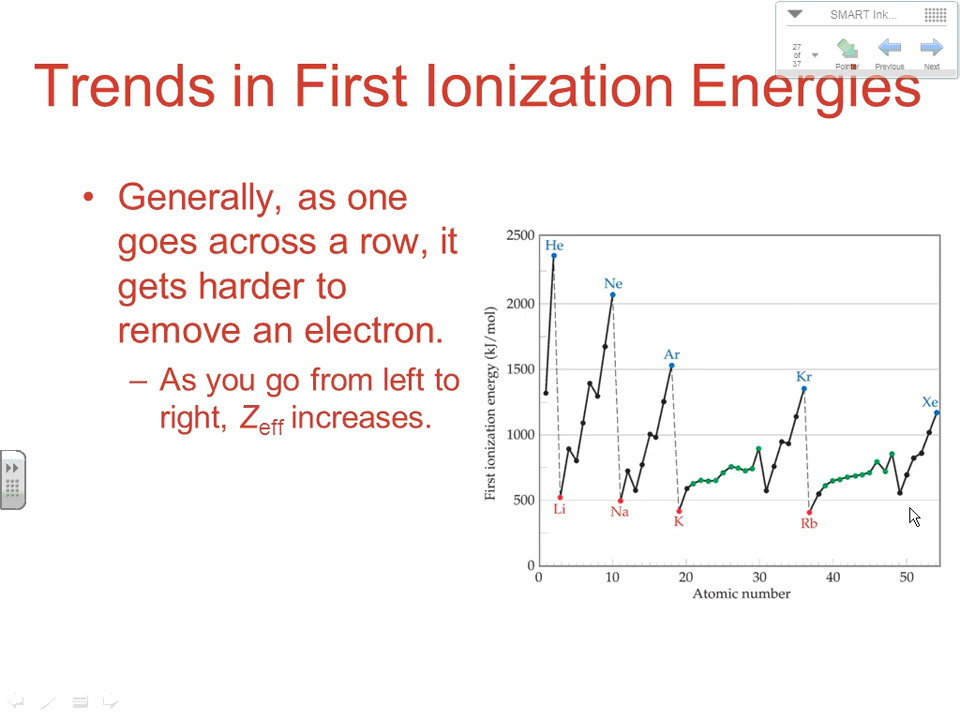 SMART Ink...
27
of
37
Pointer
Previous
Next
Trends in First Ionization Energies
• Generally, as one
goes across a row, it
gets harder to
remove an electron.
– As you go from left to
right, Zeff increases.
First ionization energy (kJ/mol)
2500
2000
1500
1000
500
0
He
Ne
Ar
Kr
Xe
Li
Na
K
Rb
0 10 20 30 40 50
Atomic number